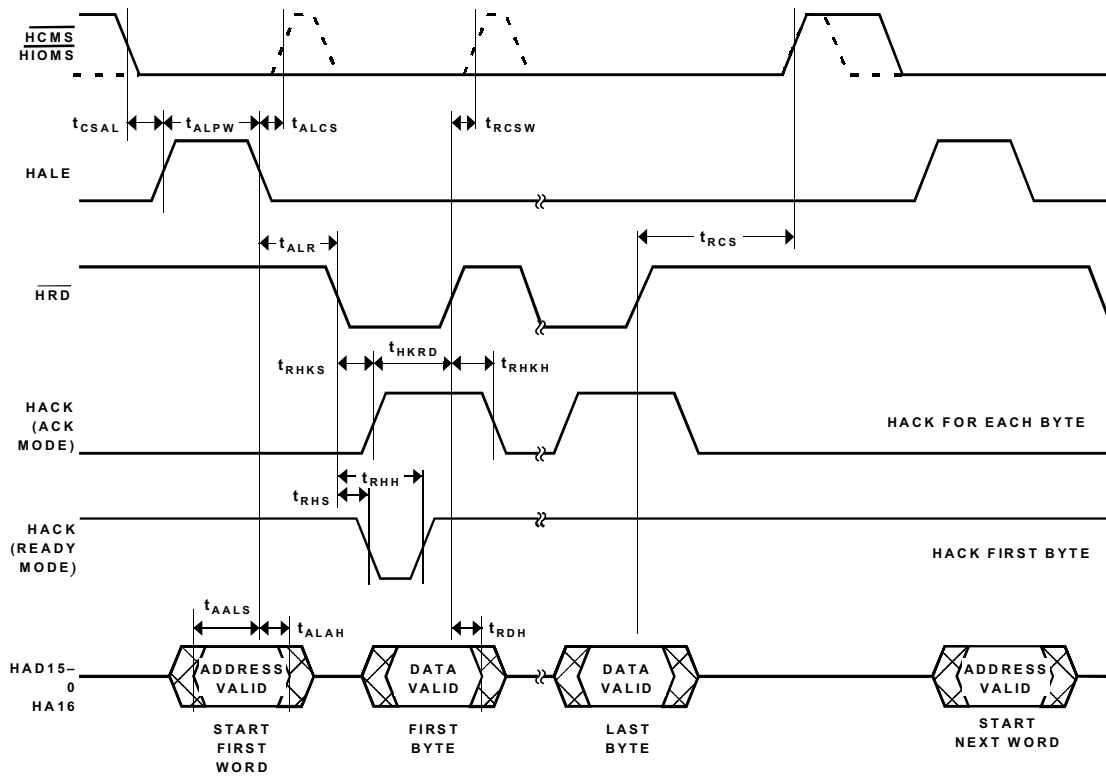 HCMS
HIOMS
tCSAL
tALPW
tALCS
tRCSW
HALE
tALR
tRCS
HRD
tRHKS
tHKRD
tRHKH
HACK
(ACK
MODE)
HACK FOR EACH BYTE
tRHH
tRHS
HACK
(READY
MODE)
HACK FIRST BYTE
tAALS
tALAH
tRDH
HAD15–
0
HA16
ADDRESS
VALID
DATA
VALID
DATA
VALID
ADDRESS
VALID
START
FIRST
WORD
FIRST
BYTE
LAST
BYTE
START
NEXT WORD